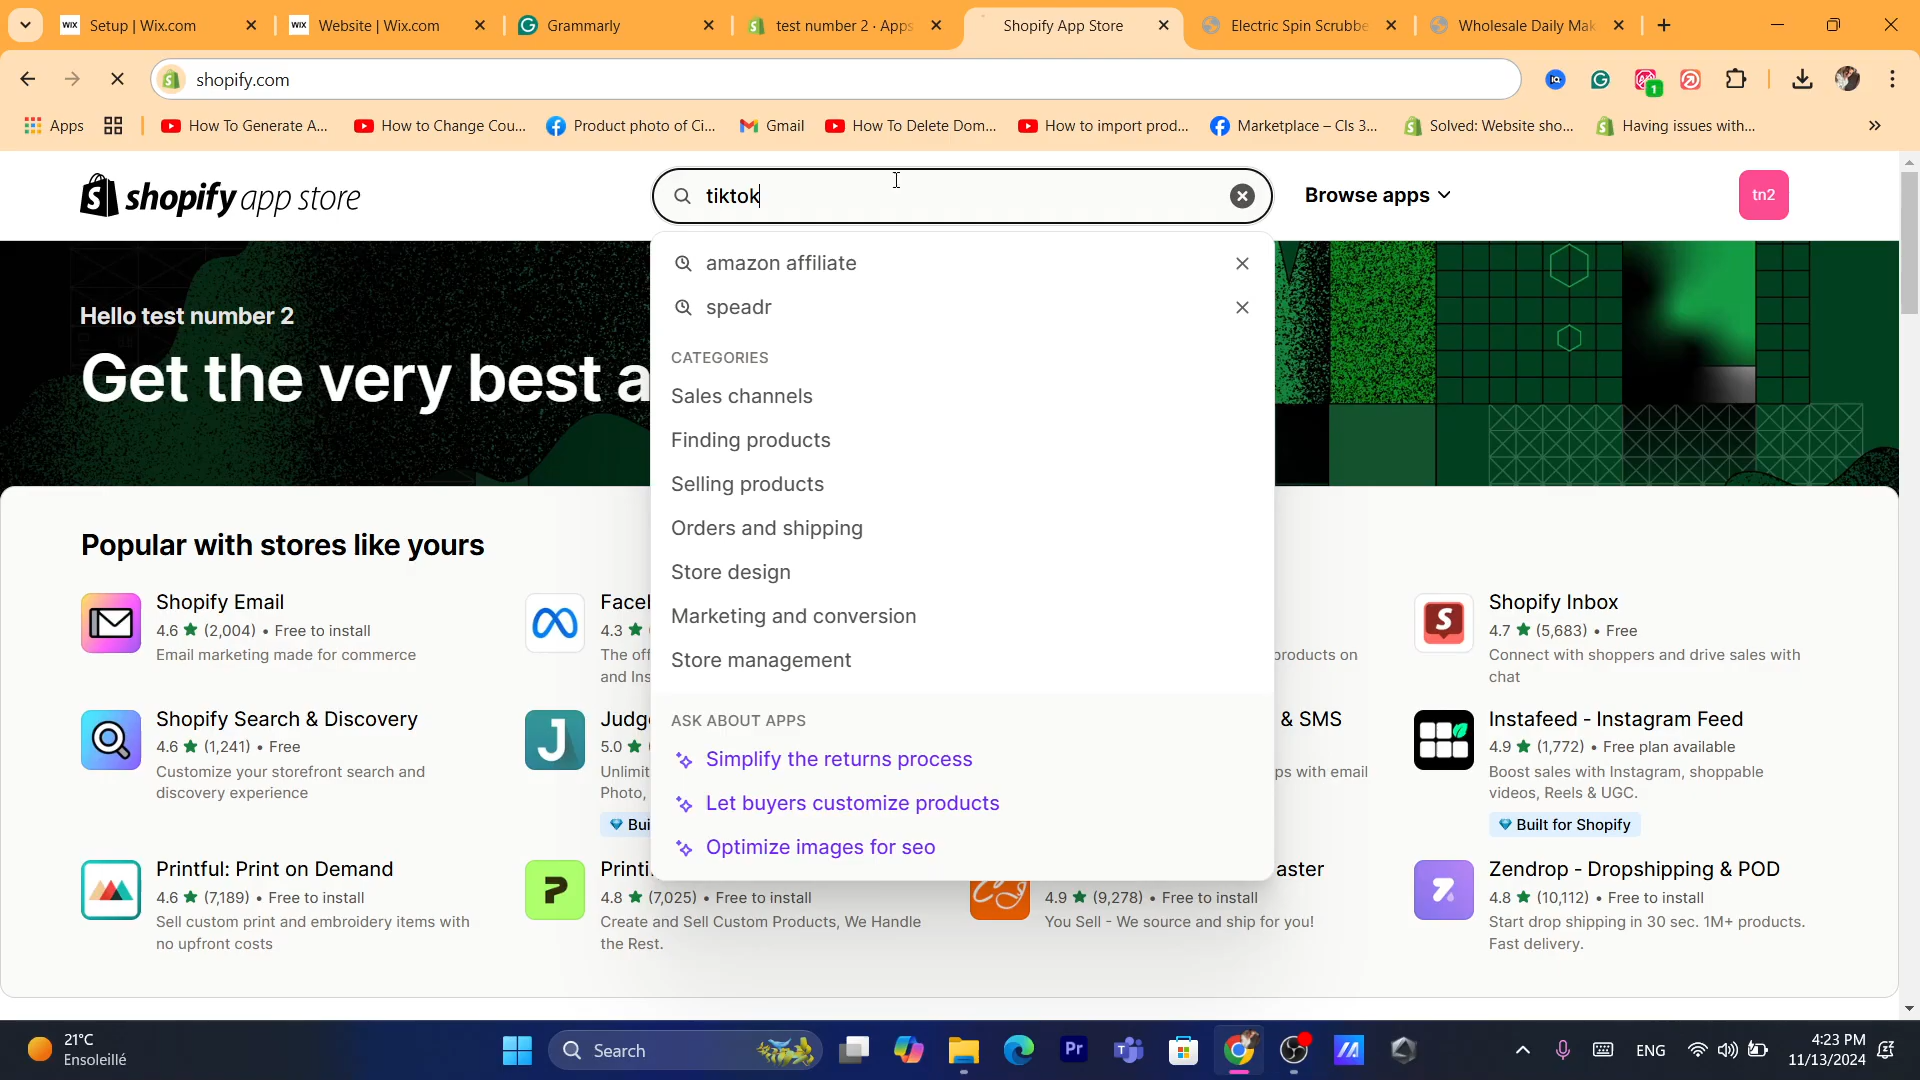 Setup | Wix.com
Website | Wix.com
Grammarly
test number 2 · Apps
Shopify App Store
Electric Spin Scrubbe
Wholesale Daily Mak
shopify.com
1
Apps
How To Generate A...
How to Change Cou...
Product photo of Ci...
Gmail
How To Delete Dom...
How to import prod...
Marketplace – Cls 3...
Solved: Website sho...
Having issues with...
shopify app store
tiktok
Browse apps
tn2
amazon affiliate
speadr
CATEGORIES
Sales channels
Finding products
Selling products
Orders and shipping
Store design
Marketing and conversion
Store management
ASK ABOUT APPS
Simplify the returns process
Let buyers customize products
Optimize images for seo
Hello test number 2
Get the very best a
Popular with stores like yours
Shopify Email
4.6 ★ (2,004) • Free to install
Email marketing made for commerce
4.3 ★
The of
and Ins
roducts on
Shopify Inbox
4.7 ★ (5,683) • Free
Connect with shoppers and drive sales with
chat
Shopify Search & Discovery
4.6 ★ (1,241) • Free
Customize your storefront search and
discovery experience
Judg
5.0 ★
Unlimit
Photo,
Bui
& SMS
ps with email
Instafeed - Instagram Feed
4.9 ★ (1,772) • Free plan available
Boost sales with Instagram, shoppable
videos, Reels & UGC.
Built for Shopify
Printful: Print on Demand
4.6 ★ (7,189) • Free to install
Sell custom print and embroidery items with
no upfront costs
Printi
4.8 ★ (7,025) • Free to install
Create and Sell Custom Products, We Handle
the Rest.
aster
4.9 ★ (9,278) • Free to install
You Sell - We source and ship for you!
Zendrop - Dropshipping & POD
4.8 ★ (10,112) • Free to install
Start drop shipping in 30 sec. 1M+ products.
Fast delivery.
21°C
Ensoleillé
Search
ENG
4:23 PM
11/13/2024